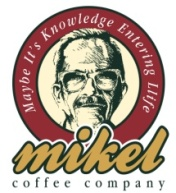 Maybe It's Knowledge Entering Life
mikel
coffee company